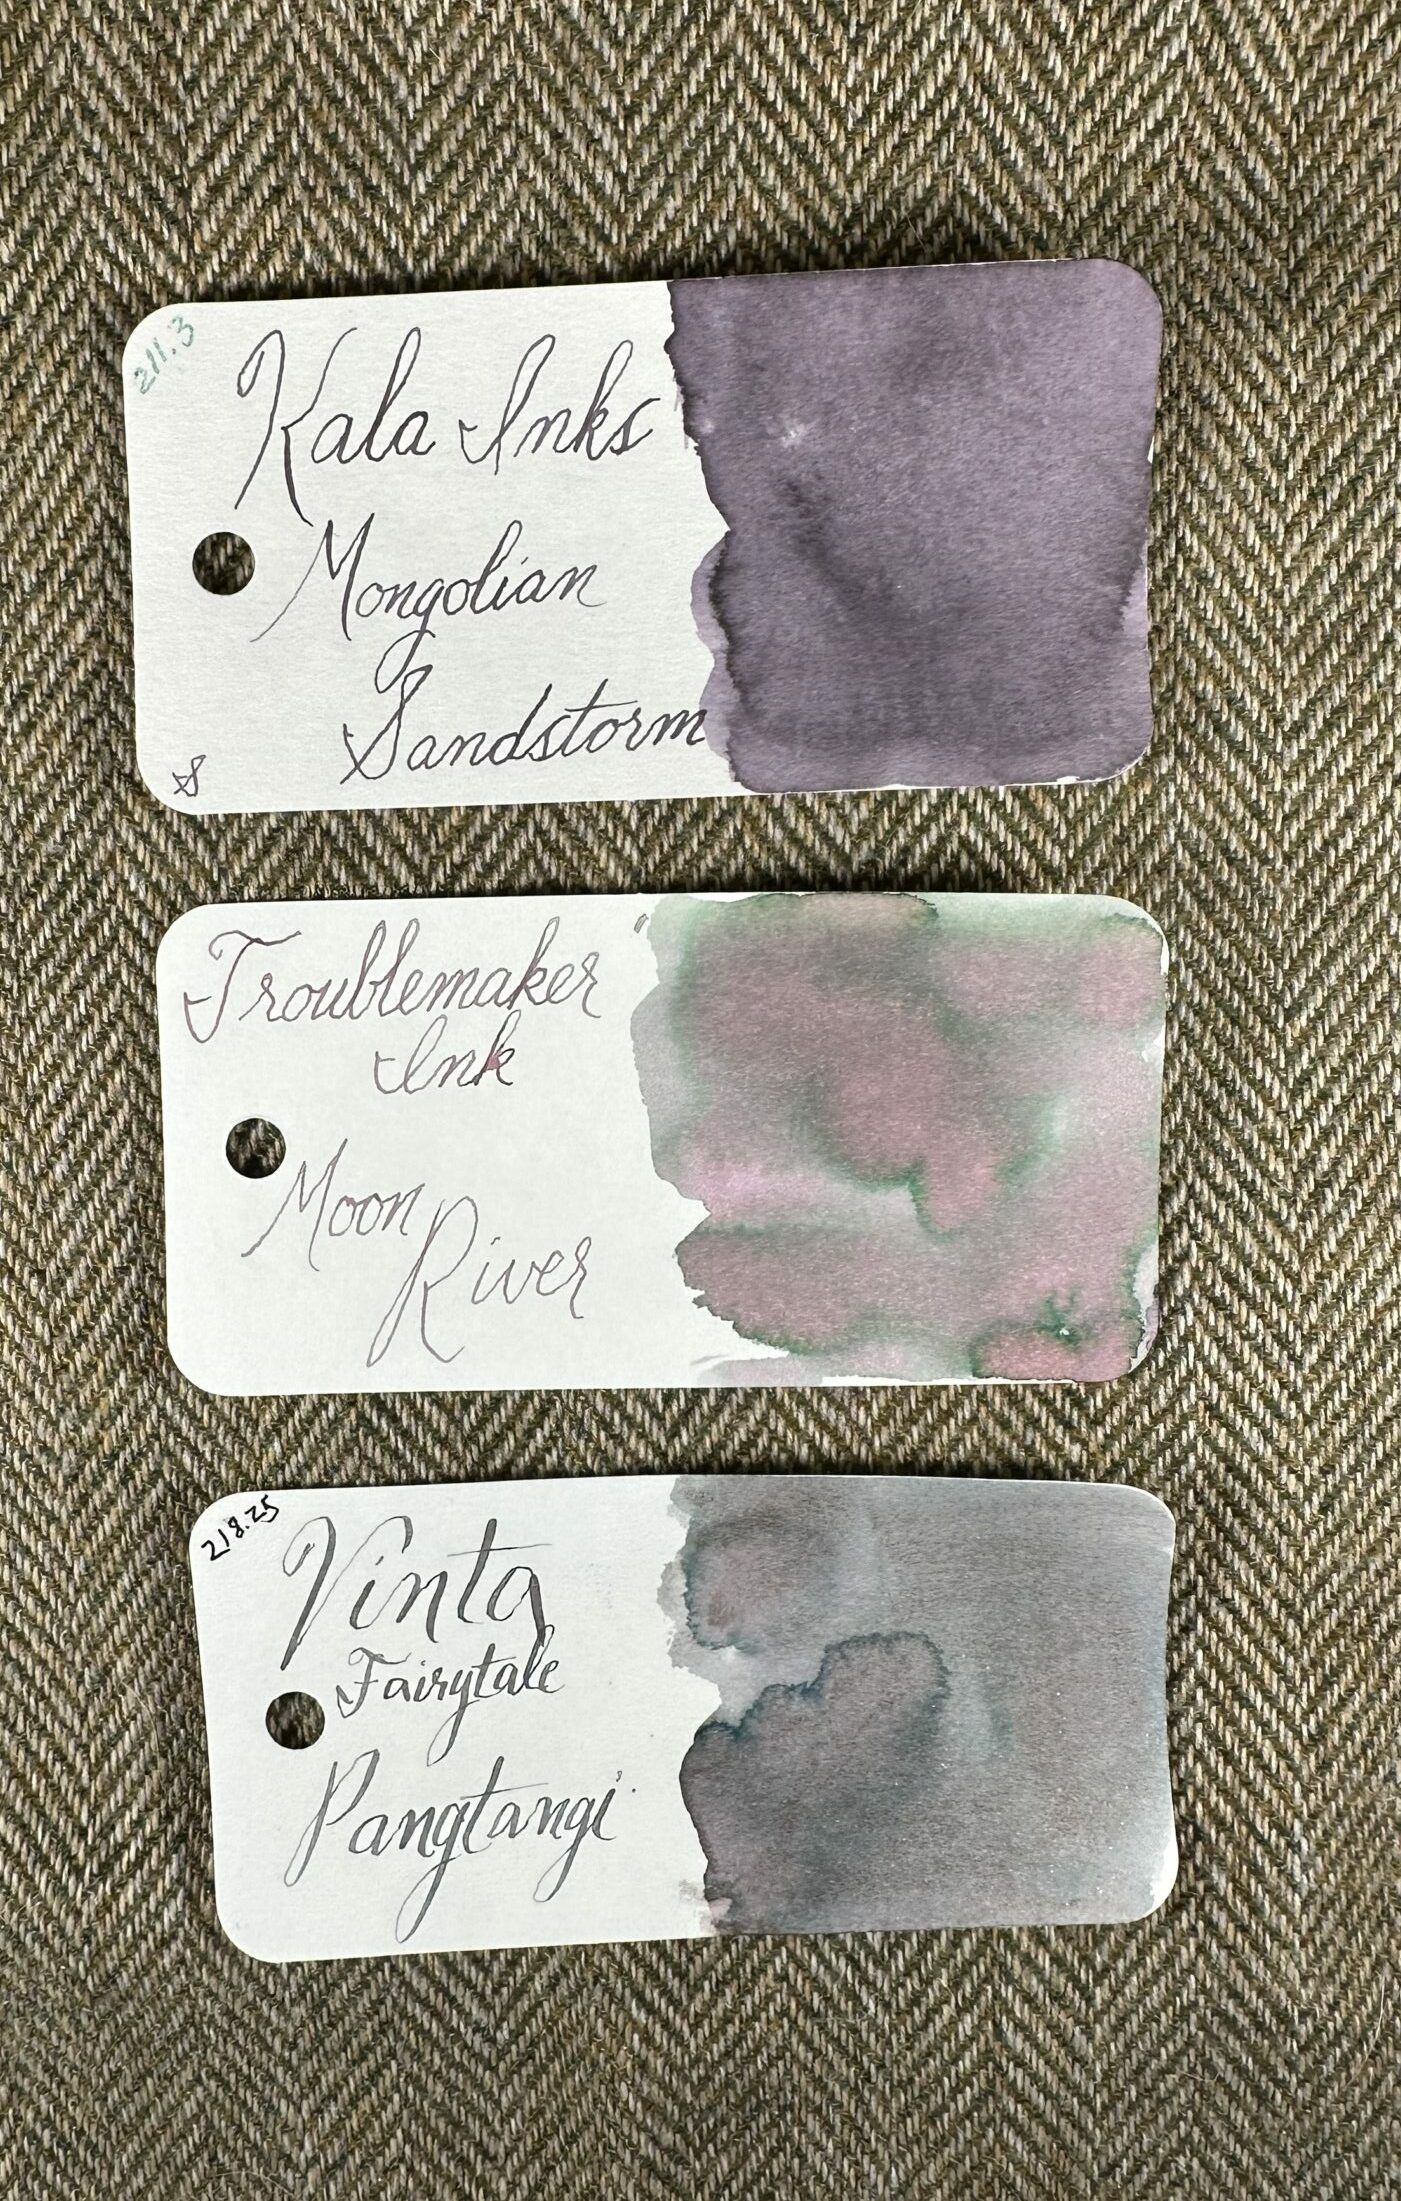 211.3
Kala Inks
Mongolian
Sandstorm
S
Troublemaker
Ink
Moon
River
218.25
Vinta
Fairytale
Pangtangi